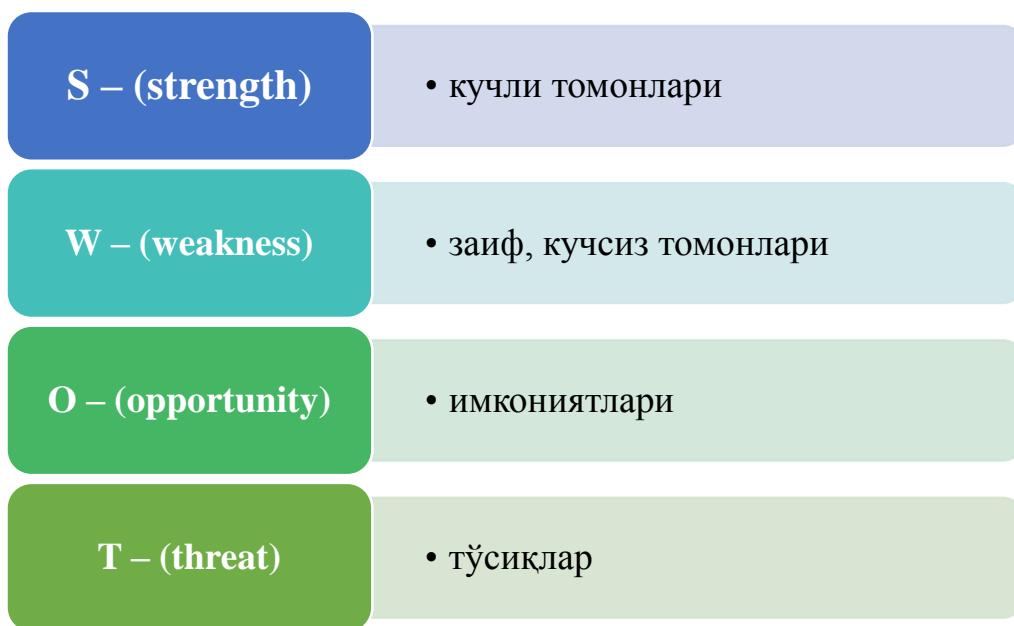 S – (strength)
• кучли томонлари
W – (weakness)
• заиф, кучсиз томонлари
O – (opportunity)
• имкониятлари
T – (threat)
• тўсиқлар